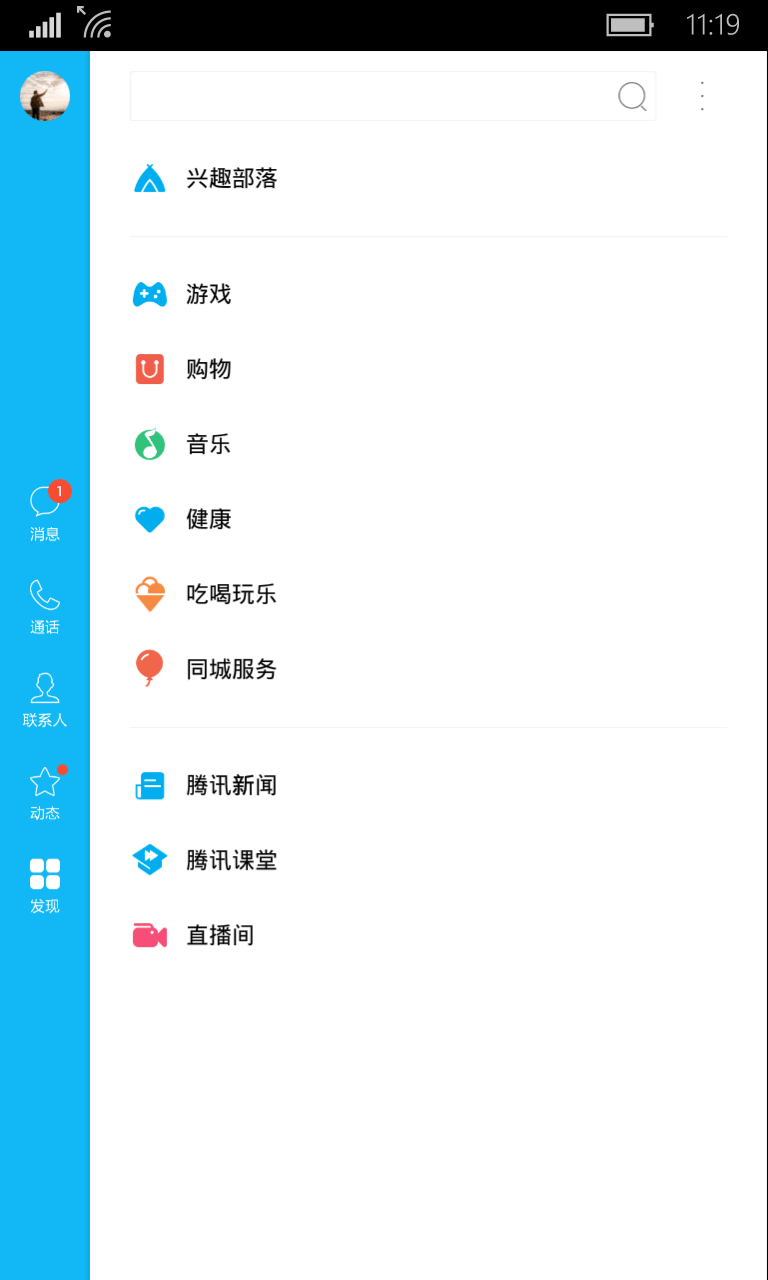 11:19
兴趣部落
游戏
购物
音乐
健康
吃喝玩乐
同城服务
腾讯新闻
腾讯课堂
直播间
1
消息
通话
联系人
动态
发现